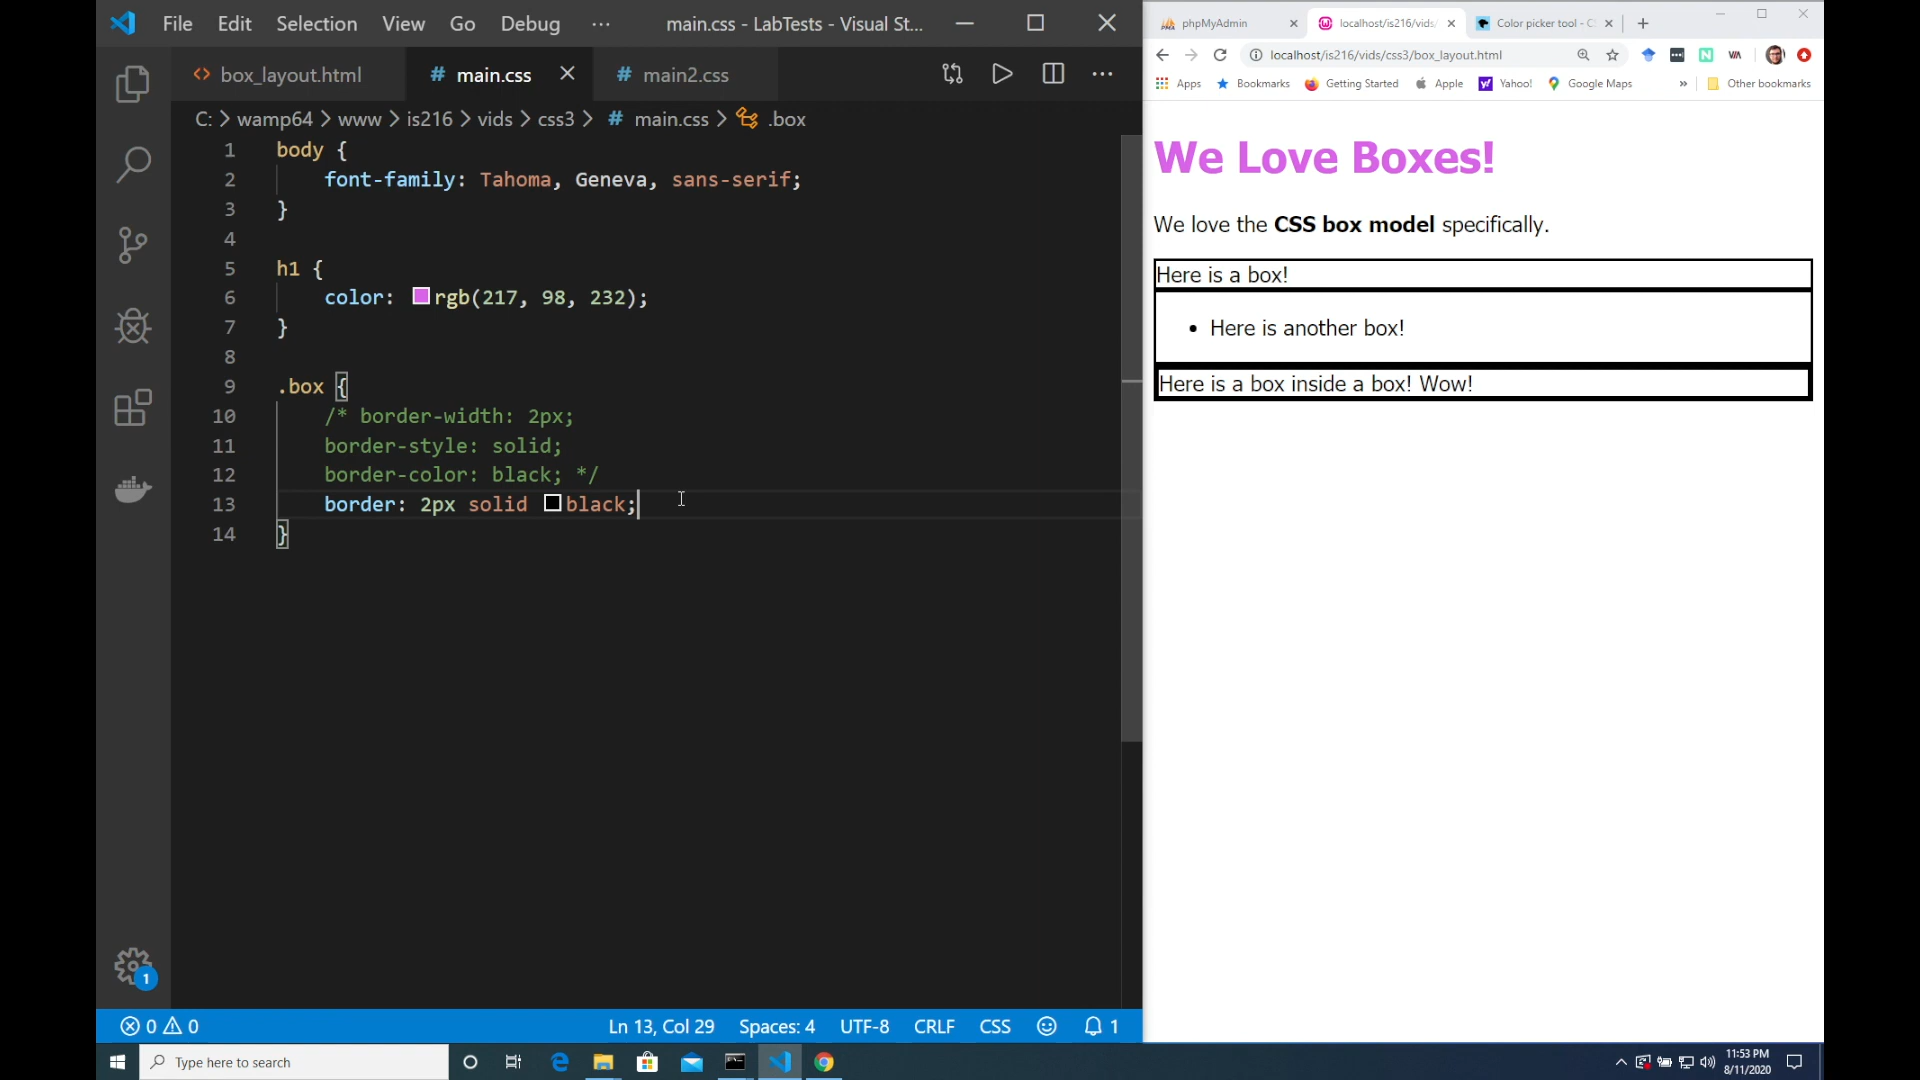 File Edit Selection View Go Debug ... main.css - LabTests - Visual St...
box_layout.html # main.css # main2.css
C: > wamp64 > www > is216 > vids > css3 > # main.css > .box
1 body {
2 font-family: Tahoma, Geneva, sans-serif;
3 }
4
5 h1 {
6 color: rgb(217, 98, 232);
7 }
8
9 .box {
10 /* border-width: 2px;
11 border-style: solid;
12 border-color: black; */
13 border: 2px solid black;
14 }
1
0 0 Ln 13, Col 29 Spaces: 4 UTF-8 CRLF CSS 1
phpMyAdmin localhost/is216/vids/ Color picker tool - C
localhost/is216/vids/css3/box_layout.html
Apps Bookmarks Getting Started Apple Yahoo! Google Maps » Other bookmarks
We Love Boxes!
We love the CSS box model specifically.
Here is a box!
• Here is another box!
Here is a box inside a box! Wow!
Type here to search
11:53 PM
8/11/2020